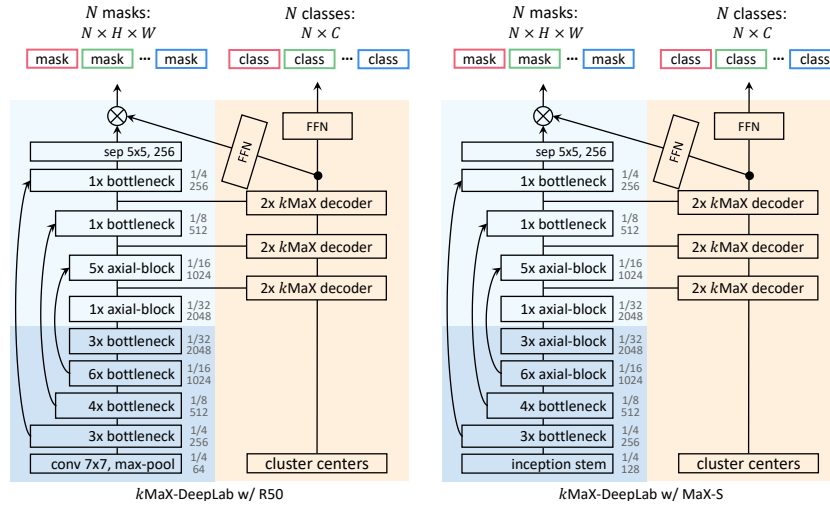 N masks:
N × H × W
mask mask ··· mask
N classes:
N × C
class class ··· class
FFN
FFN
sep 5x5, 256
1x bottleneck 1/4 256
2x kMaX decoder
1x bottleneck 1/8 512
2x kMaX decoder
5x axial-block 1/16 1024
2x kMaX decoder
1x axial-block 1/32 2048
3x bottleneck 1/32 2048
6x bottleneck 1/16 1024
4x bottleneck 1/8 512
3x bottleneck 1/4 256
conv 7x7, max-pool 1/4 64
cluster centers
kMaX-DeepLab w/ R50
N masks:
N × H × W
mask mask ··· mask
N classes:
N × C
class class ··· class
FFN
FFN
sep 5x5, 256
1x bottleneck 1/4 256
2x kMaX decoder
1x bottleneck 1/8 512
2x kMaX decoder
5x axial-block 1/16 1024
2x kMaX decoder
1x axial-block 1/32 2048
3x axial-block 1/32 2048
6x axial-block 1/16 1024
4x bottleneck 1/8 512
3x bottleneck 1/4 256
inception stem 1/4 128
cluster centers
kMaX-DeepLab w/ MaX-S